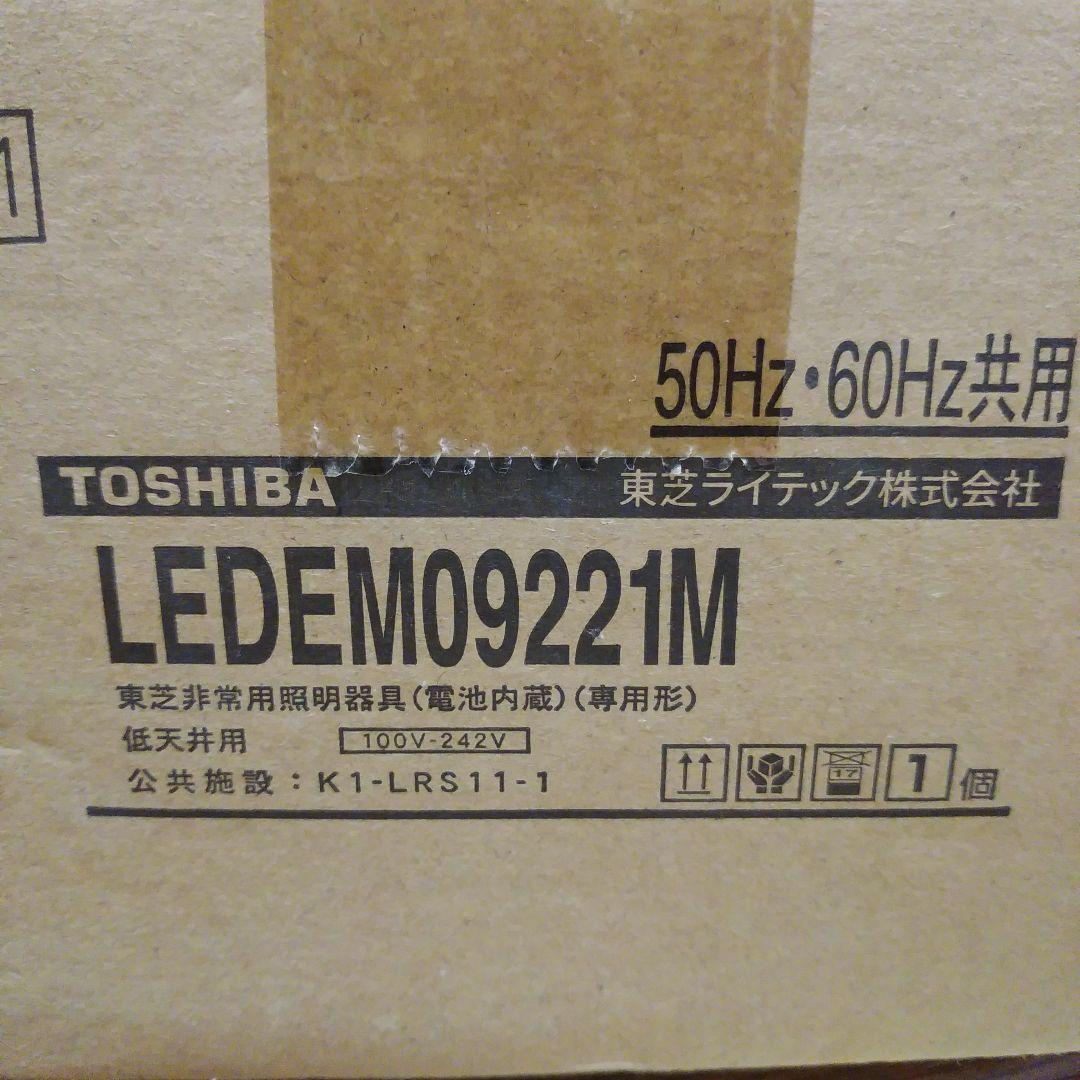 1
50Hz・60Hz共用
TOSHIBA 東芝ライテック株式会社
LEDEM09221M
東芝非常用照明器具(電池内蔵)(専用形)
低天井用 100V-242V
公共施設：K1-LRS11-1
17 1個